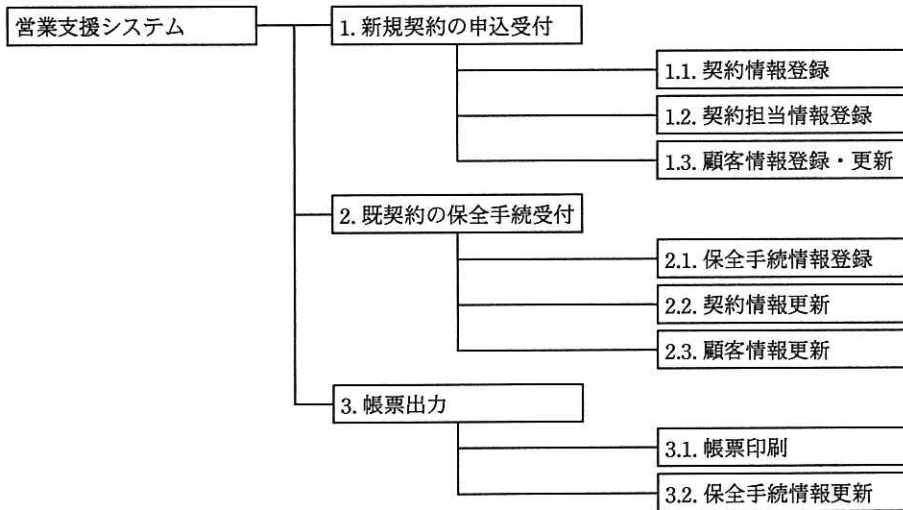 営業支援システム
1. 新規契約の申込受付
1.1. 契約情報登録
1.2. 契約担当情報登録
1.3. 顧客情報登録・更新
2. 既契約の保全手続受付
2.1. 保全手続情報登録
2.2. 契約情報更新
2.3. 顧客情報更新
3. 帳票出力
3.1. 帳票印刷
3.2. 保全手続情報更新